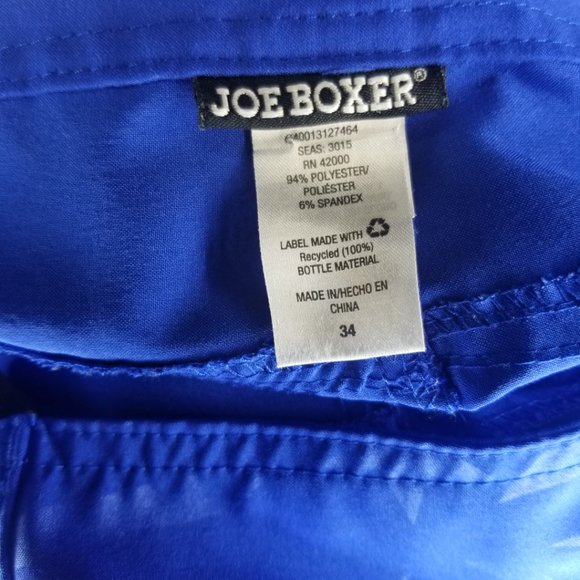 JOE BOXER®
640013127464
SEAS: 3015
RN 42000
94% POLYESTER/
POLIÉSTER
6% SPANDEX
LABEL MADE WITH
Recycled (100%)
BOTTLE MATERIAL
MADE IN/HECHO EN
CHINA
34